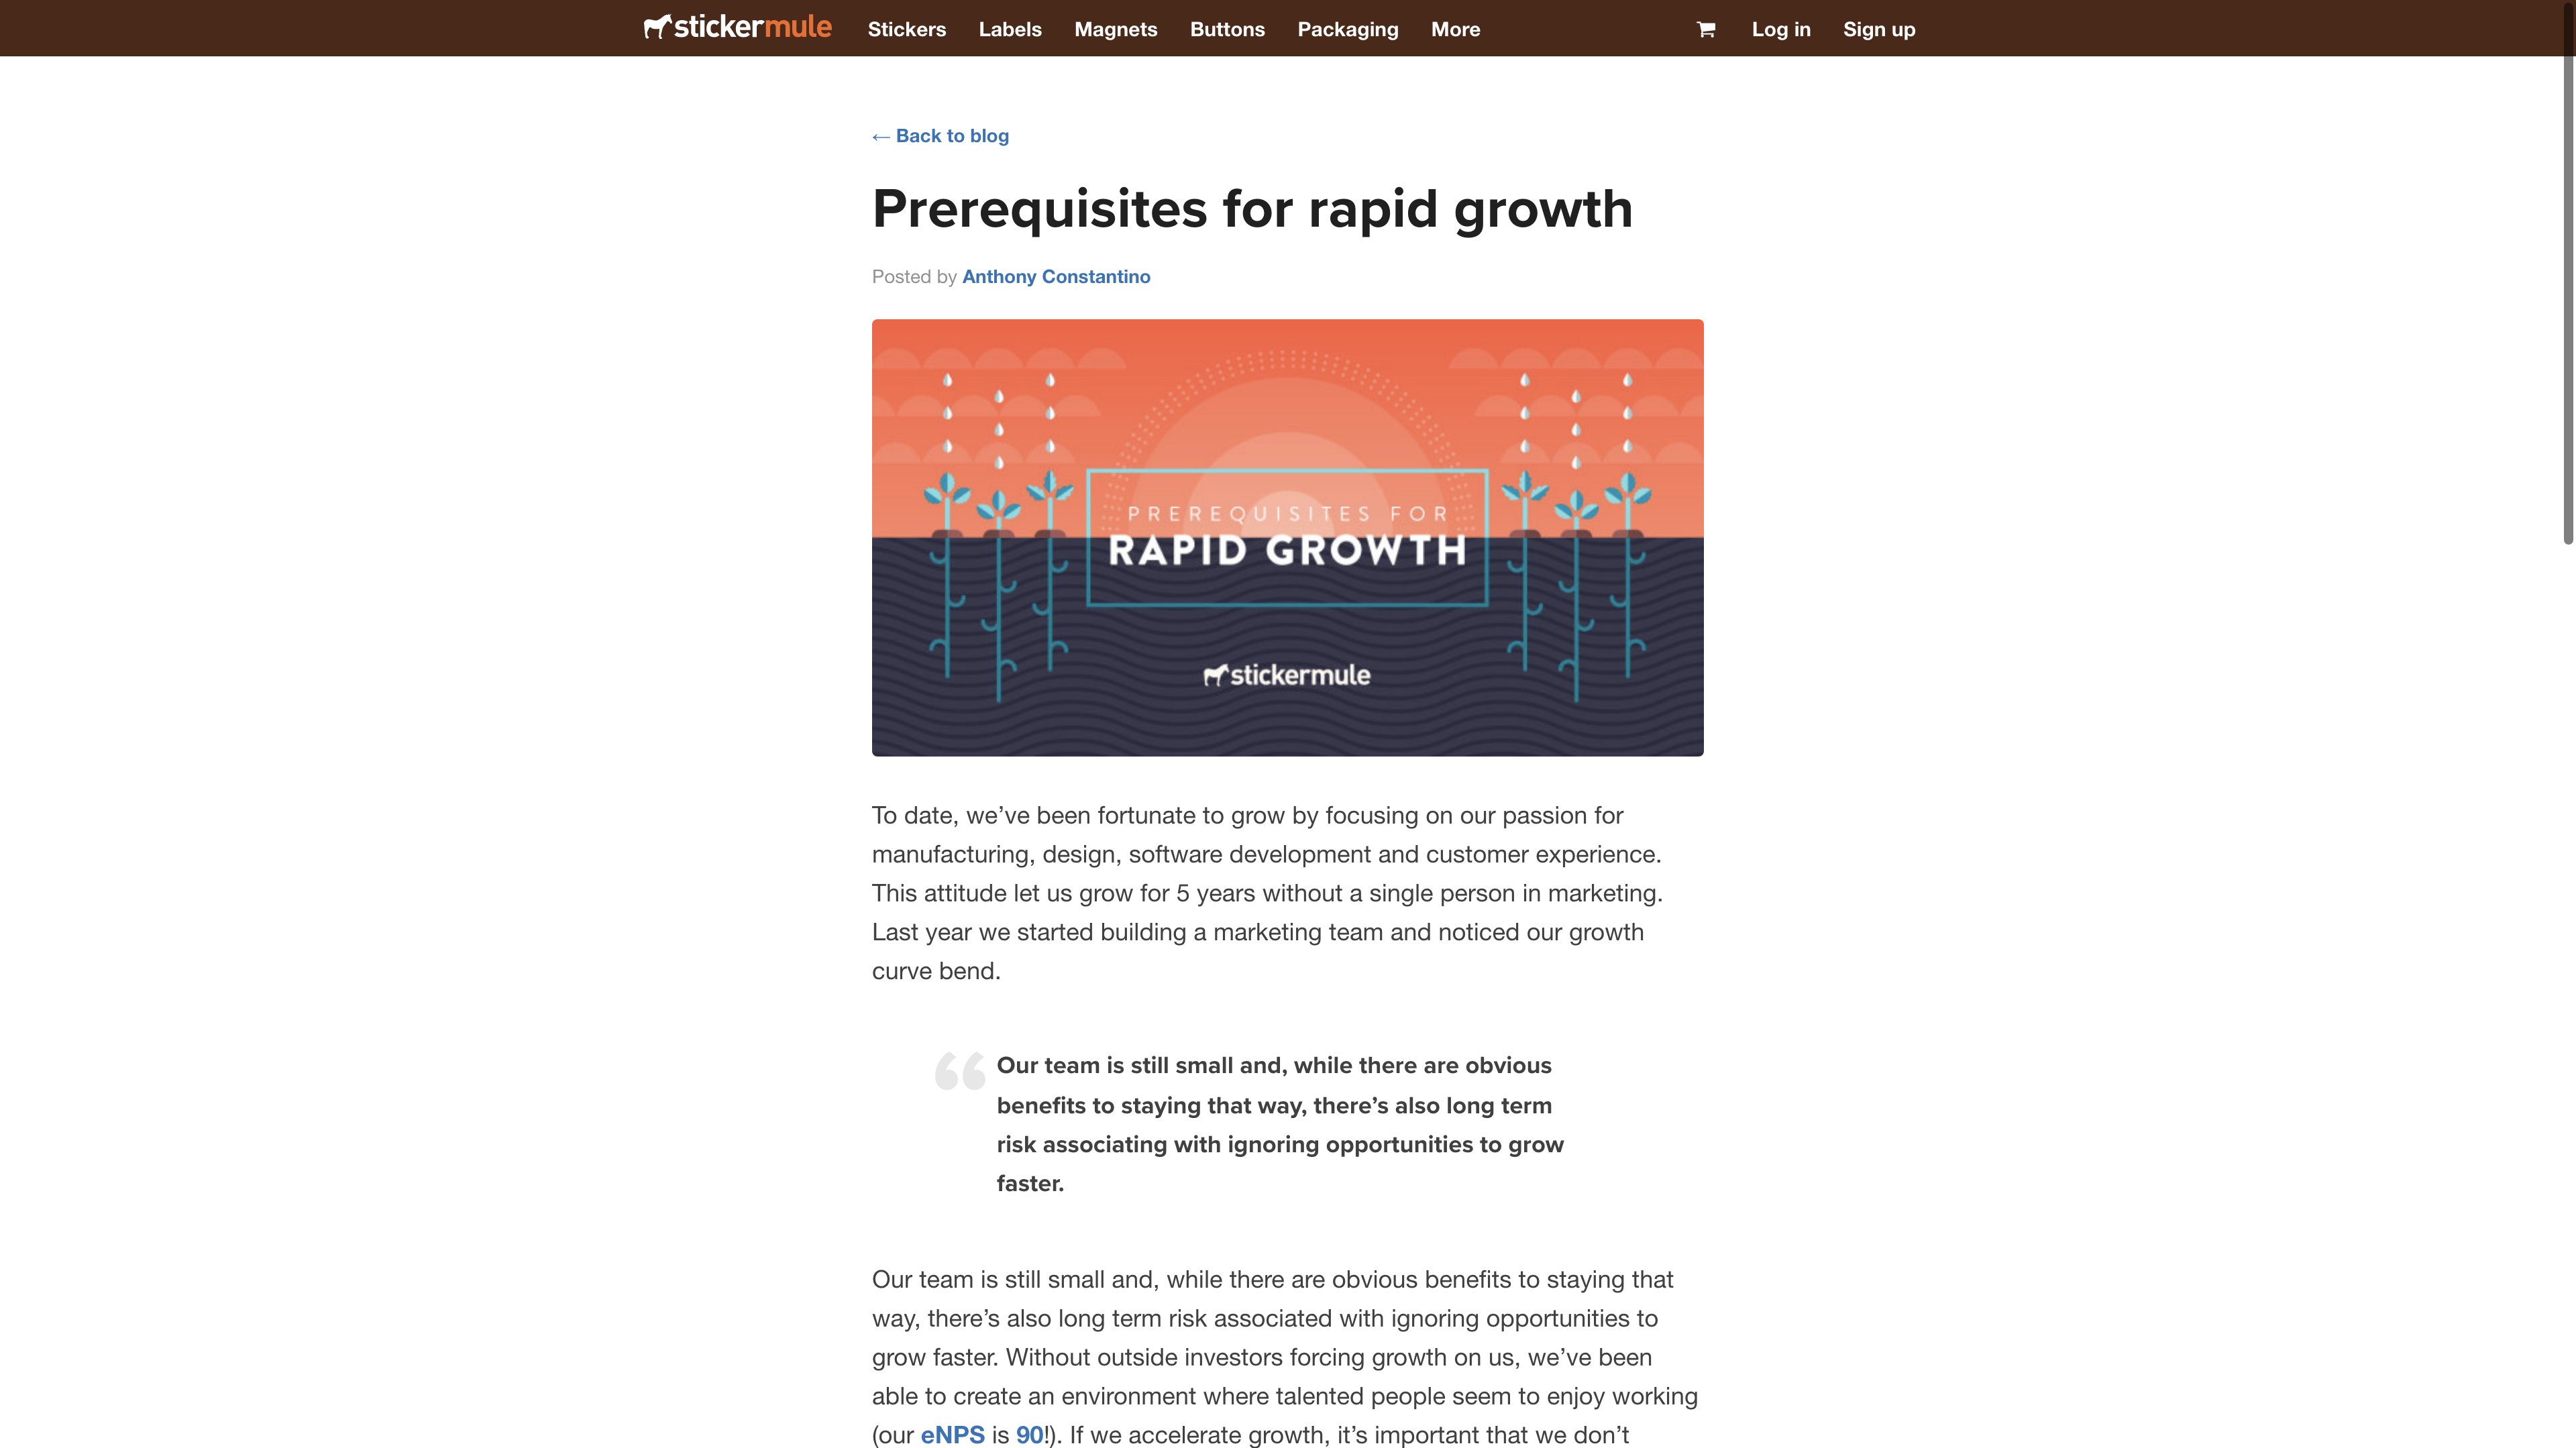 stickermule Stickers Labels Magnets Buttons Packaging More Log in Sign up
← Back to blog
Prerequisites for rapid growth
Posted by Anthony Constantino
PREREQUISITES FOR
RAPID GROWTH
stickermule
To date, we’ve been fortunate to grow by focusing on our passion for
manufacturing, design, software development and customer experience.
This attitude let us grow for 5 years without a single person in marketing.
Last year we started building a marketing team and noticed our growth
curve bend.
“ Our team is still small and, while there are obvious
benefits to staying that way, there’s also long term
risk associating with ignoring opportunities to grow
faster.
Our team is still small and, while there are obvious benefits to staying that
way, there’s also long term risk associated with ignoring opportunities to
grow faster. Without outside investors forcing growth on us, we’ve been
able to create an environment where talented people seem to enjoy working
(our eNPS is 90!). If we accelerate growth, it’s important that we don’t